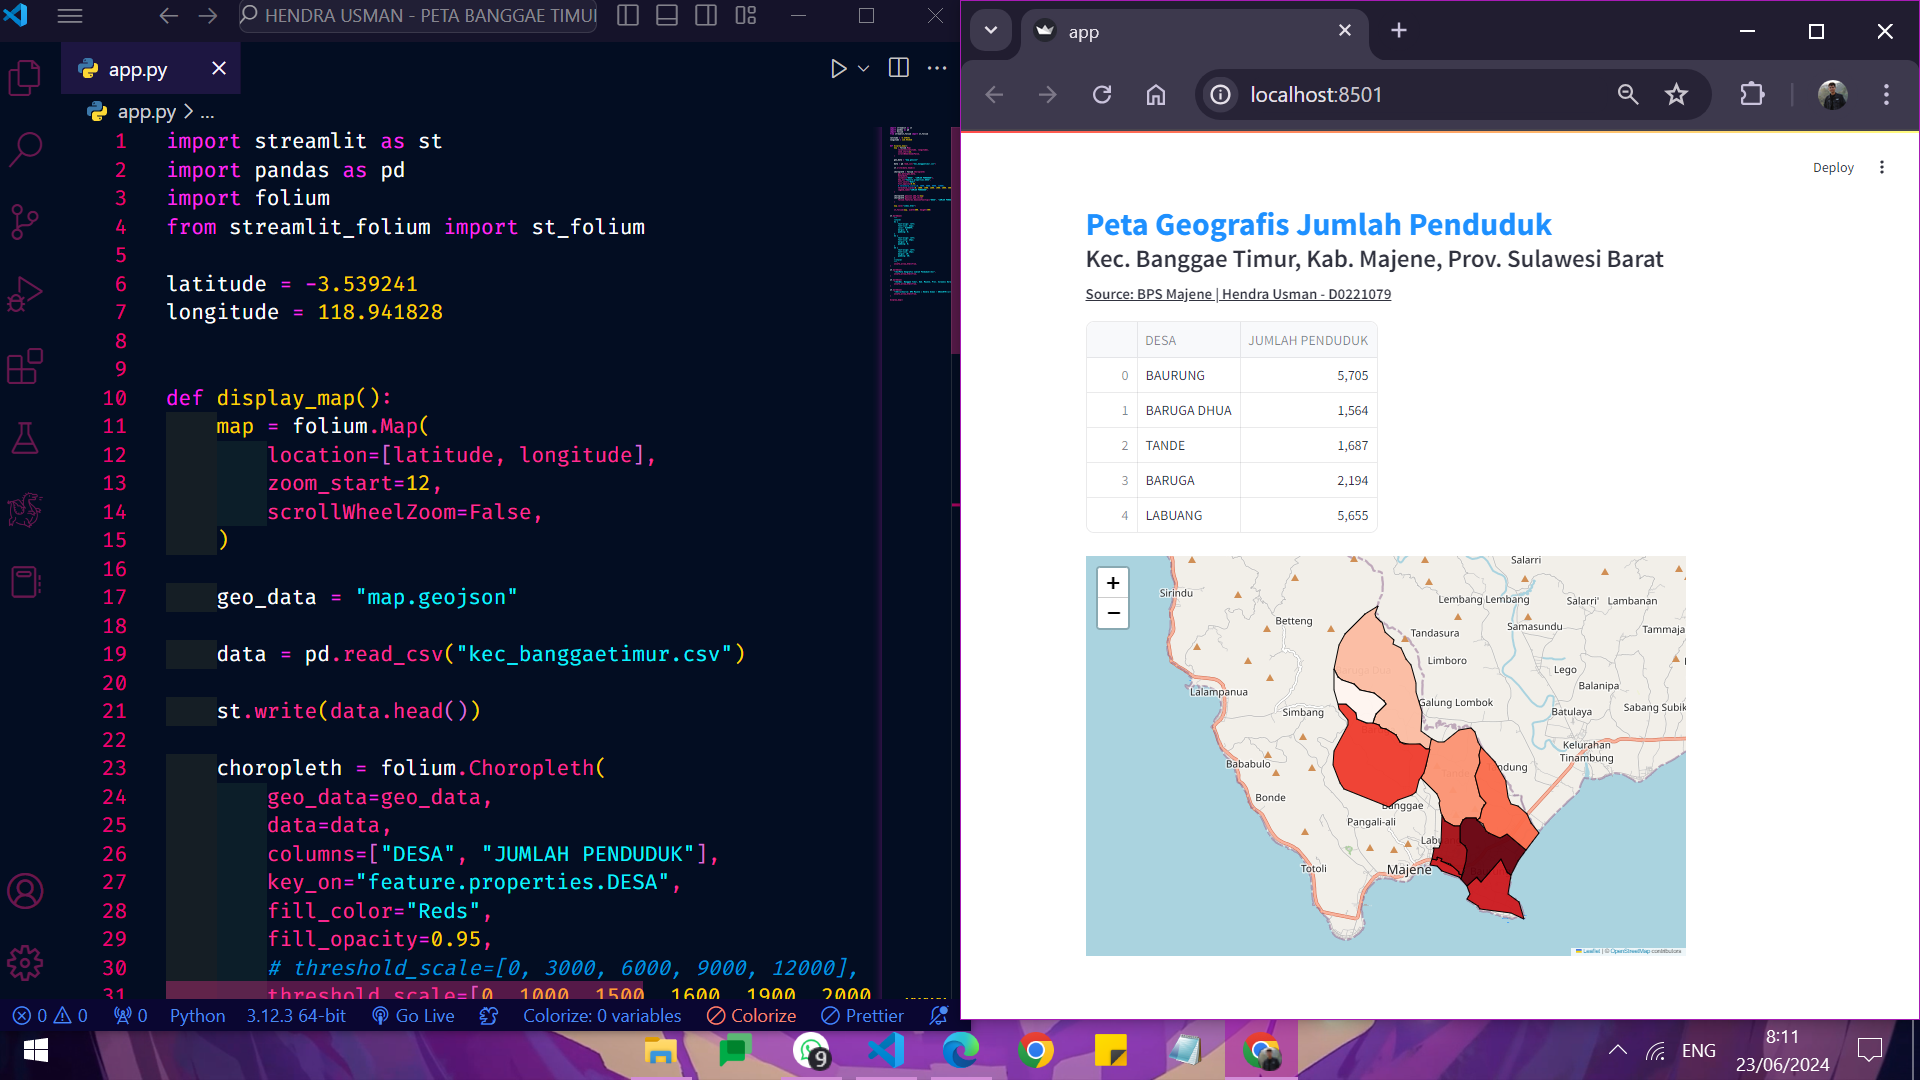 HENDRA USMAN - PETA BANGGAE TIMU
app.py
app.py > ...
1 import streamlit as st
2 import pandas as pd
3 import folium
4 from streamlit_folium import st_folium
5
6 latitude = -3.539241
7 longitude = 118.941828
8
9
10 def display_map():
11 map = folium.Map(
12 location=[latitude, longitude],
13 zoom_start=12,
14 scrollWheelZoom=False,
15 )
16
17 geo_data = "map.geojson"
18
19 data = pd.read_csv("kec_banggaetimur.csv")
20
21 st.write(data.head())
22
23 choropleth = folium.Choropleth(
24 geo_data=geo_data,
25 data=data,
26 columns=["DESA", "JUMLAH PENDUDUK"],
27 key_on="feature.properties.DESA",
28 fill_color="Reds",
29 fill_opacity=0.95,
30 # threshold_scale=[0, 3000, 6000, 9000, 12000],
31 threshold_scale=[0, 1000, 1500, 1600, 1900, 2000
0 0 0 Python 3.12.3 64-bit Go Live Colorize: 0 variables Colorize Prettier
app
localhost:8501
Deploy
Peta Geografis Jumlah Penduduk
Kec. Banggae Timur, Kab. Majene, Prov. Sulawesi Barat
Source: BPS Majene | Hendra Usman - D0221079
DESA JUMLAH PENDUDUK
0 BAURUNG 5,705
1 BARUGA DHUA 1,564
2 TANDE 1,687
3 BARUGA 2,194
4 LABUANG 5,655
+
−
Salarri
Sirindu
Lembang Lembang
Salarri' Lambanan
Betteng
Samasundu
Tandasura
Tammaja
Limboro
Lego
Lalampanua
Balanipa
Galung Lombok
Simbang
Batulaya
Sabang Subik
Kelurahan Tinambung
Bababulo
ndung
Bonde
Banggae
Pangali-ali
Labu
Totoli
Majene
Leaflet | © OpenStreetMap contributors
9
ENG
8:11
23/06/2024